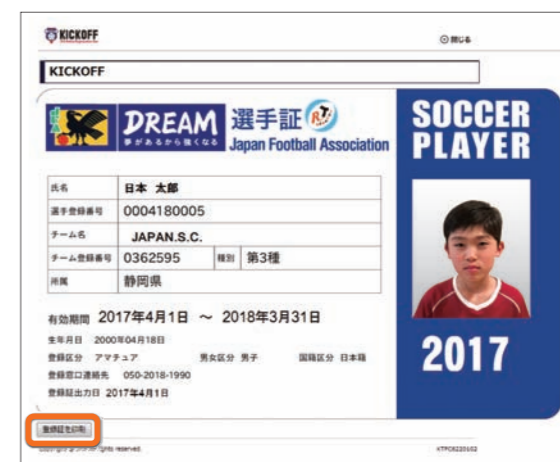 KICKOFF
閉じる
KICKOFF
DREAM
夢があるから強くなる
選手証
Japan Football Association
SOCCER
PLAYER
氏名 日本 太郎
選手登録番号 0004180005
チーム名 JAPAN.S.C.
チーム登録番号 0362595 種別 第3種
所属 静岡県
有効期間 2017年4月1日 ~ 2018年3月31日
生年月日 2000年04月18日
登録区分 アマチュア 男女区分 男子 国籍区分 日本籍
登録窓口連絡先 050-2018-1990
登録証出力日 2017年4月1日
2017
登録証を印刷
rights reserved.
KTPC6220102